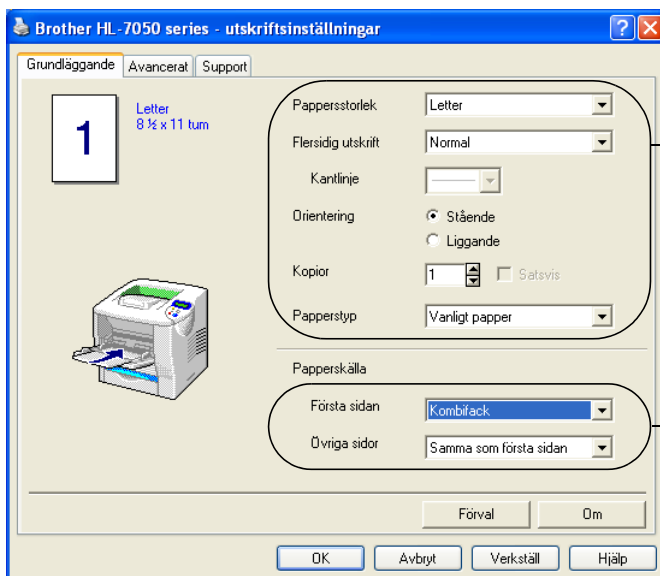 Brother HL-7050 series - utskriftsinställningar
Grundläggande Avancerat Support
1
Letter
8 ½ x 11 tum
Pappersstorlek Letter
Flersidig utskrift Normal
Kantlinje
Orientering Stående
Liggande
Kopior 1 Satsvis
Papperstyp Vanligt papper
Papperskälla
Första sidan Kombifack
Övriga sidor Samma som första sidan
Förval Om
OK Avbryt Verkställ Hjälp